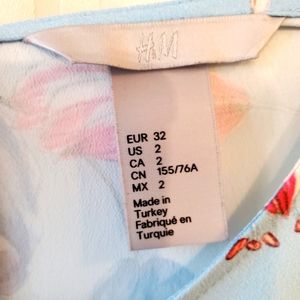 H&M
EUR 32
US 2
CA 2
CN 155/76A
MX 2
Made in
Turkey
Fabriqué en
Turquie